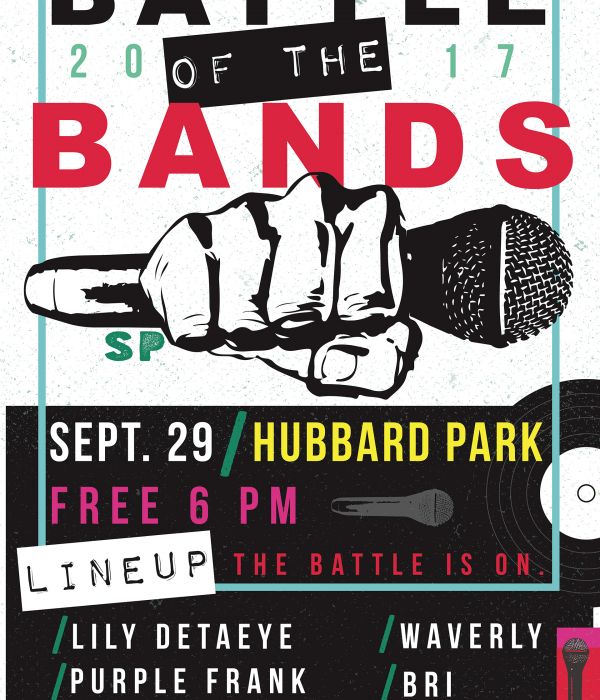 BATTLE
20 OF THE 17
BANDS
SP
SEPT. 29 / HUBBARD PARK
FREE 6 PM
LINEUP THE BATTLE IS ON.
/LILY DETAEYE /WAVERLY
/PURPLE FRANK /BRI